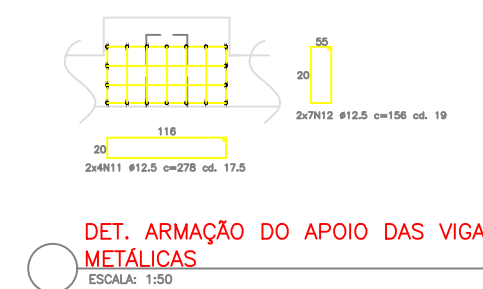 55
20
2x7N12 ø12.5 c=156 cd. 19
116
20
2x4N11 ø12.5 c=278 cd. 17.5
DET. ARMAÇÃO DO APOIO DAS VIGA
METÁLICAS
ESCALA: 1:50